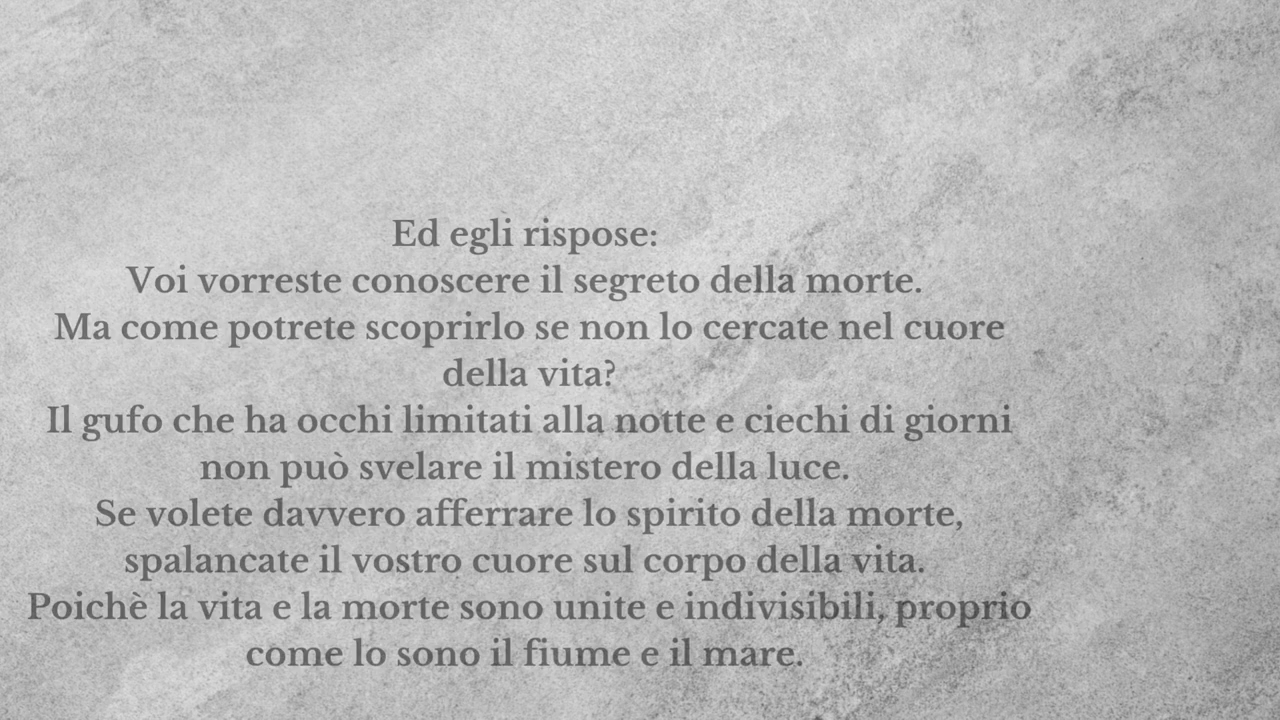 Ed egli rispose:
Voi vorreste conoscere il segreto della morte.
Ma come potrete scoprirlo se non lo cercate nel cuore
della vita?
Il gufo che ha occhi limitati alla notte e ciechi di giorni
non può svelare il mistero della luce.
Se volete davvero afferrare lo spirito della morte,
spalancate il vostro cuore sul corpo della vita.
Poichè la vita e la morte sono unite e indivisibili, proprio
come lo sono il fiume e il mare.